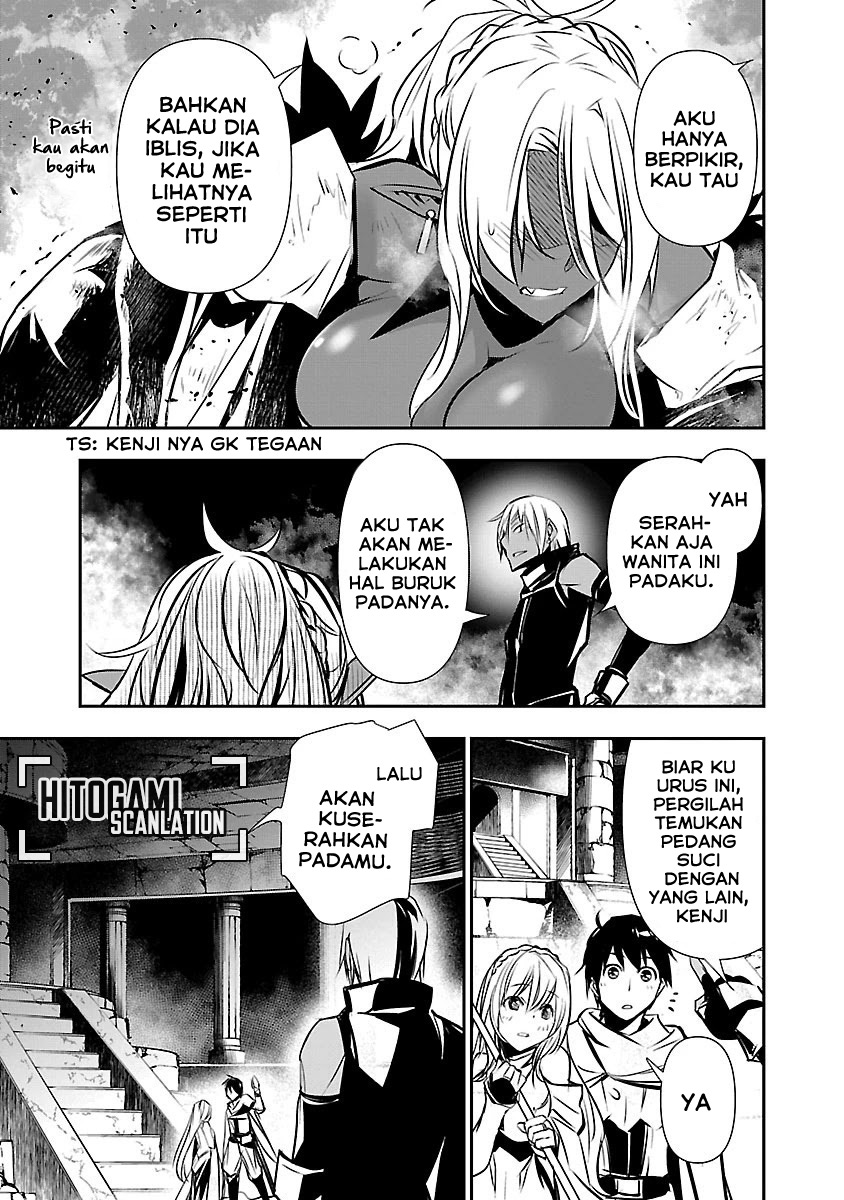 AKU
HANYA
BERPIKIR,
KAU TAU
BAHKAN
KALAU DIA
IBLIS, JIKA
KAU ME-
LIHATNYA
SEPERTI
ITU
Pasti
kau akan
begitu
TS: KENJI NYA GK TEGAAN
YAH
SERAH-
KAN AJA
WANITA INI
PADAKU.
AKU TAK
AKAN ME-
LAKUKAN
HAL BURUK
PADANYA.
BIAR KU
URUS INI,
PERGILAH
TEMUKAN
PEDANG
SUCI
DENGAN
YANG LAIN,
KENJI
YA
LALU
AKAN
KUSE-
RAHKAN
PADAMU.
HITOGAMI
SCANLATION